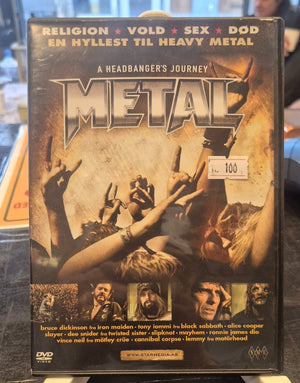 RELIGION ★ VOLD ★ SEX ★ DØD
EN HYLLEST TIL HEAVY METAL
A HEADBANGER'S JOURNEY
METAL
100
bruce dickinson fra iron maiden · tony iommi fra black sabbath · alice cooper
slayer · dee snider fra twisted sister · slipknot · mayhem · ronnie james dio
vince neil fra mötley crüe · cannibal corpse · lemmy fra motörhead
DVD
VIDEO
WWW.STARMEDIA.AS